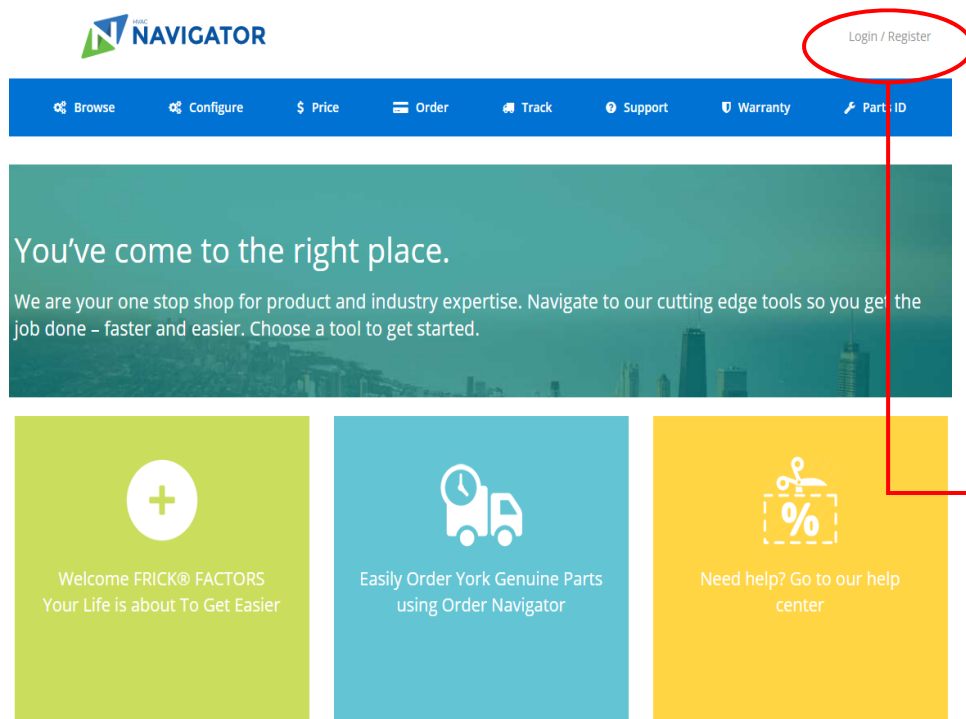 HVAC
NAVIGATOR
Login / Register
Browse
Configure
$ Price
Order
Track
Support
Warranty
Parts ID
You've come to the right place.
We are your one stop shop for product and industry expertise. Navigate to our cutting edge tools so you get the
job done – faster and easier. Choose a tool to get started.
Welcome FRICK® FACTORS
Your Life is about To Get Easier
Easily Order York Genuine Parts
using Order Navigator
%
Need help? Go to our help
center